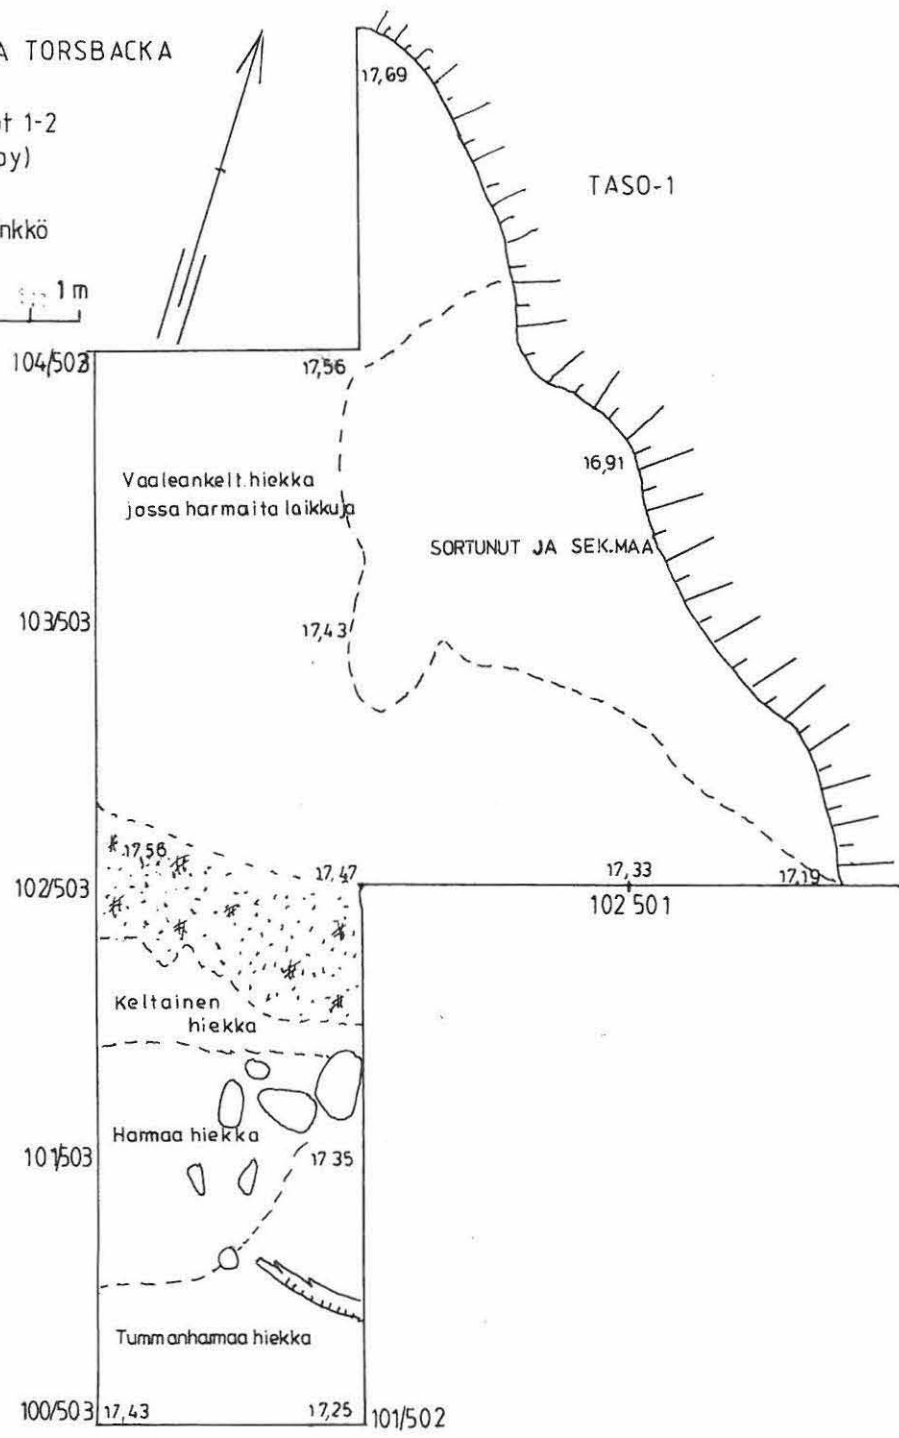 A TORSBACKA
t 1-2
by)
nkkö
1 m
TASO-1
17,69
104/503
17,56
16,91
Vaaleankelt. hiekka
jossa harmaita laikkuja
SORTUNUT JA SEK.MAA
103/503
17,43
17,56
17,47
17,33
17,19
102/503
102 501
Keltainen
hiekka
Harmaa hiekka
101/503
17 35
Tummanharmaa hiekka
100/503
17,43
17,25
101/502